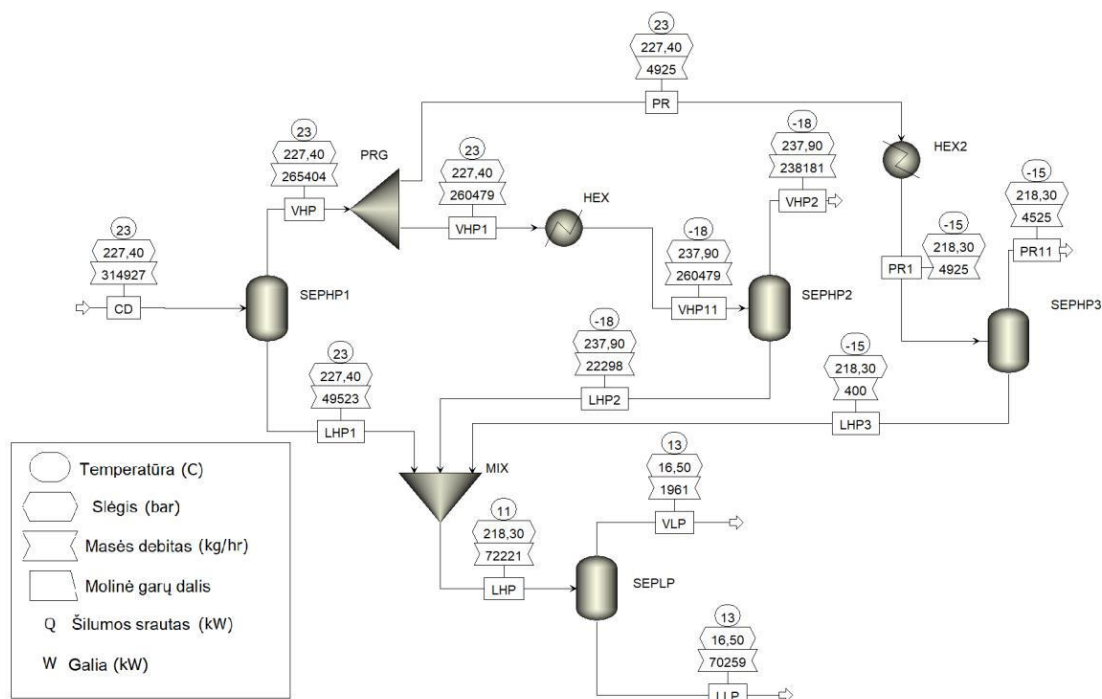 23
227,40
4925
PR
23
227,40
265404
VHP
PRG
23
227,40
260479
VHP1
HEX
-18
237,90
238181
VHP2
HEX2
-15
218,30
4525
PR11
23
227,40
314927
CD
SEPHP1
-18
237,90
260479
VHP11
SEPHP2
-15
218,30
4925
PR1
SEPHP3
23
227,40
49523
LHP1
-18
237,90
22298
LHP2
-15
218,30
400
LHP3
MIX
13
16,50
1961
VLP
11
218,30
72221
LHP
SEPLP
13
16,50
70259
LLP
Temperatūra (C)
Slėgis (bar)
Masės debitas (kg/hr)
Molinė garų dalis
Q Šilumos srautas (kW)
W Galia (kW)